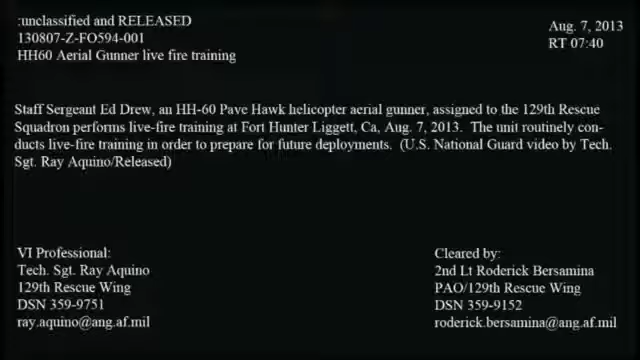 :unclassified and RELEASED
130807-Z-FO594-001
HH60 Aerial Gunner live fire training
Aug. 7, 2013
RT 07:40
Staff Sergeant Ed Drew, an HH-60 Pave Hawk helicopter aerial gunner, assigned to the 129th Rescue
Squadron performs live-fire training at Fort Hunter Liggett, Ca, Aug. 7, 2013.  The unit routinely con-
ducts live-fire training in order to prepare for future deployments.  (U.S. National Guard video by Tech.
Sgt. Ray Aquino/Released)
VI Professional:
Tech. Sgt. Ray Aquino
129th Rescue Wing
DSN 359-9751
ray.aquino@ang.af.mil
Cleared by:
2nd Lt Roderick Bersamina
PAO/129th Rescue Wing
DSN 359-9152
roderick.bersamina@ang.af.mil